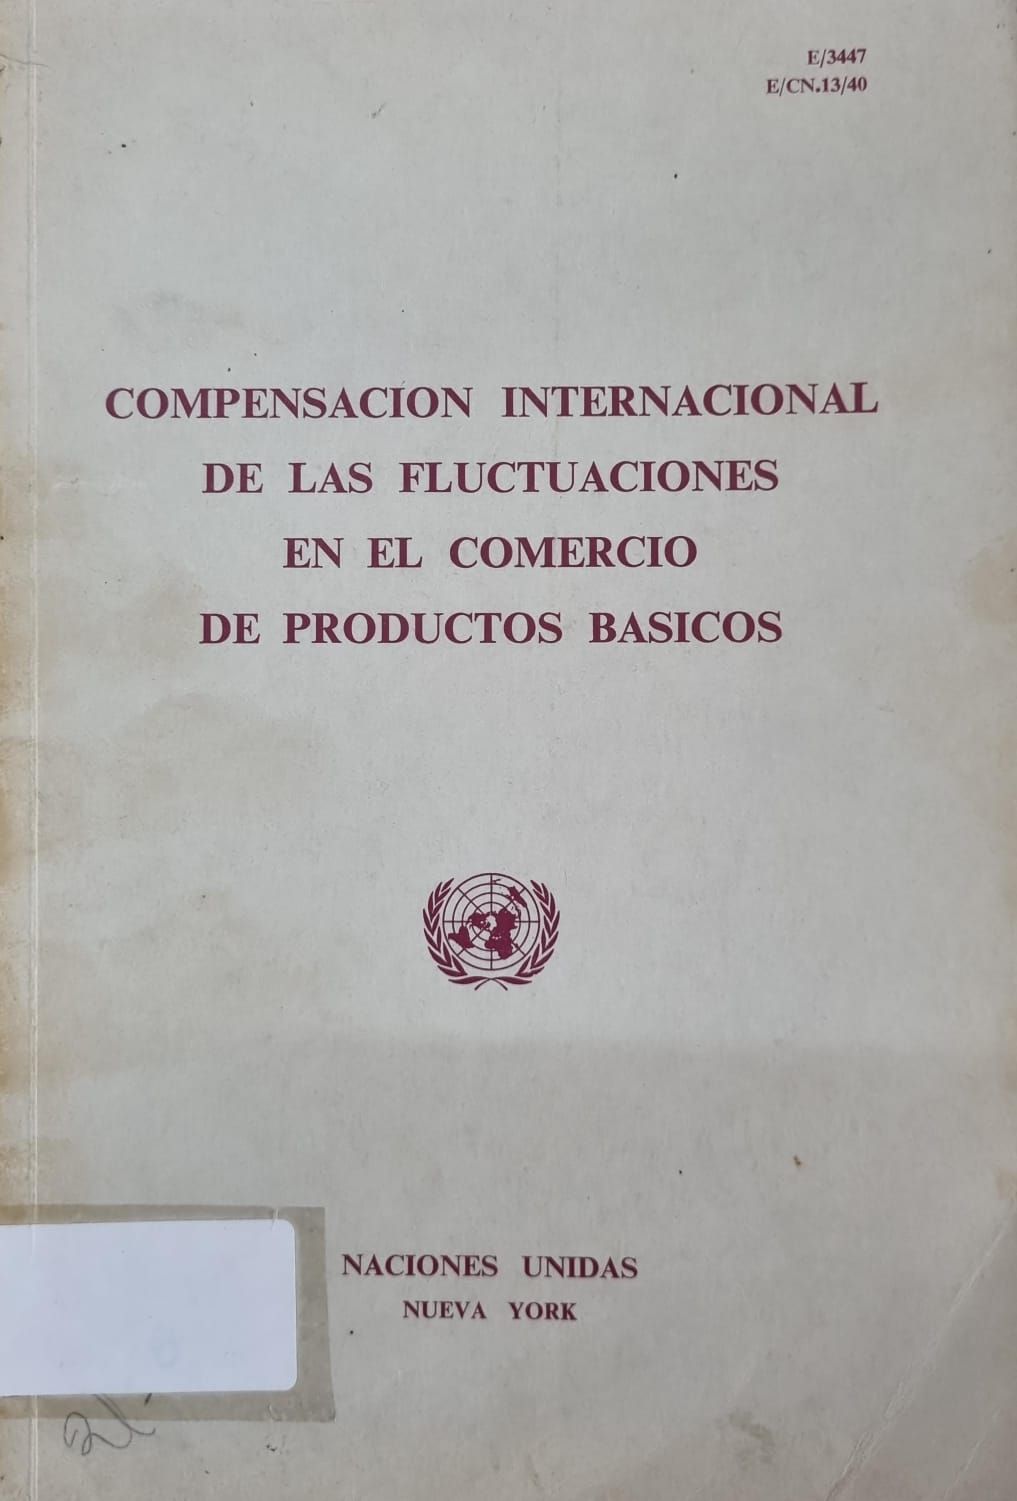 E/3447
E/CN.13/40
COMPENSACION INTERNACIONAL
DE LAS FLUCTUACIONES
EN EL COMERCIO
DE PRODUCTOS BASICOS
NACIONES UNIDAS
NUEVA YORK